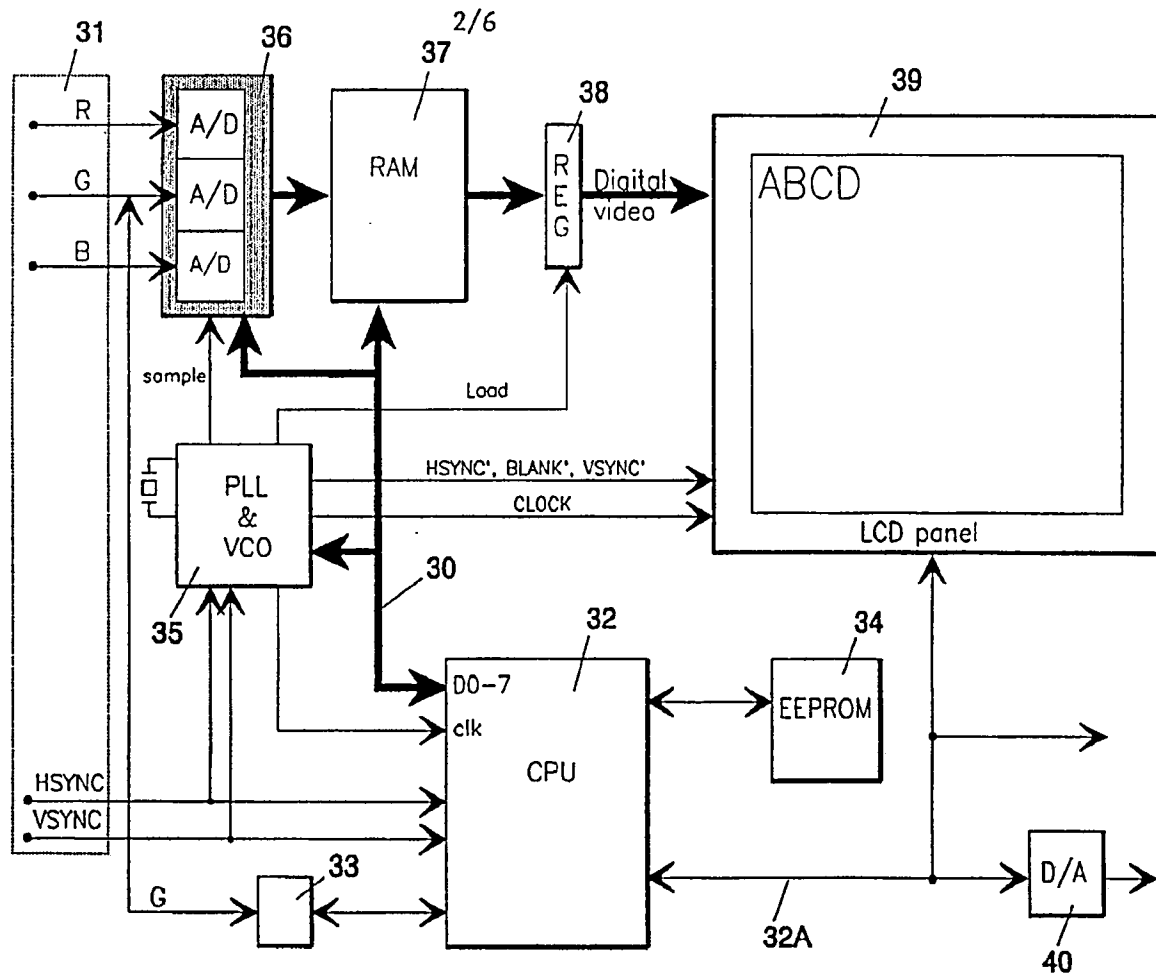 2/6
31
36
37
38
39
R
G
B
A/D
A/D
A/D
RAM
R
E
G
Digital
video
ABCD
sample
Load
PLL
&
VCO
HSYNC', BLANK', VSYNC'
CLOCK
LCD panel
35
30
32
34
D0-7
clk
CPU
EEPROM
HSYNC
VSYNC
G
33
32A
D/A
40